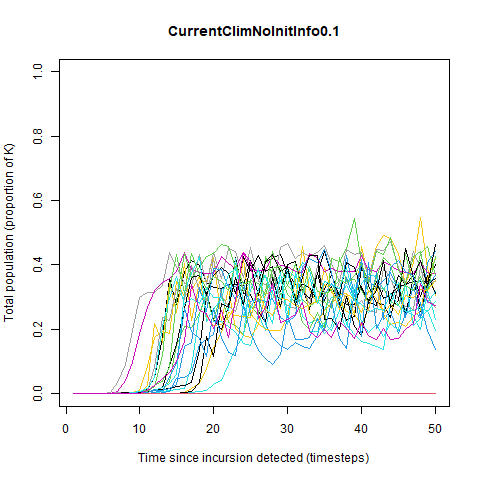 CurrentClimNoInitInfo0.1
Total population (proportion of K)
1.0
0.8
0.6
0.4
0.2
0.0
0 10 20 30 40 50
Time since incursion detected (timesteps)